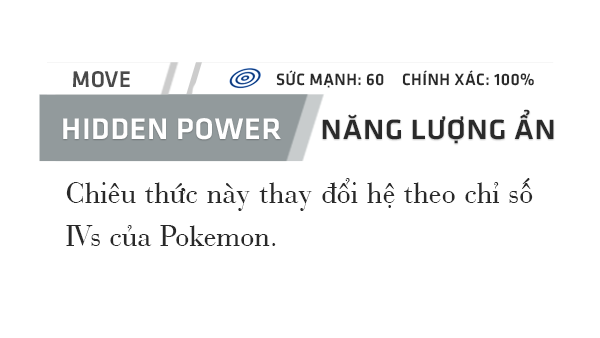 MOVE SỨC MẠNH: 60 CHÍNH XÁC: 100%
HIDDEN POWER NĂNG LƯỢNG ẨN
Chiêu thức này thay đổi hệ theo chỉ số
IVs của Pokemon.